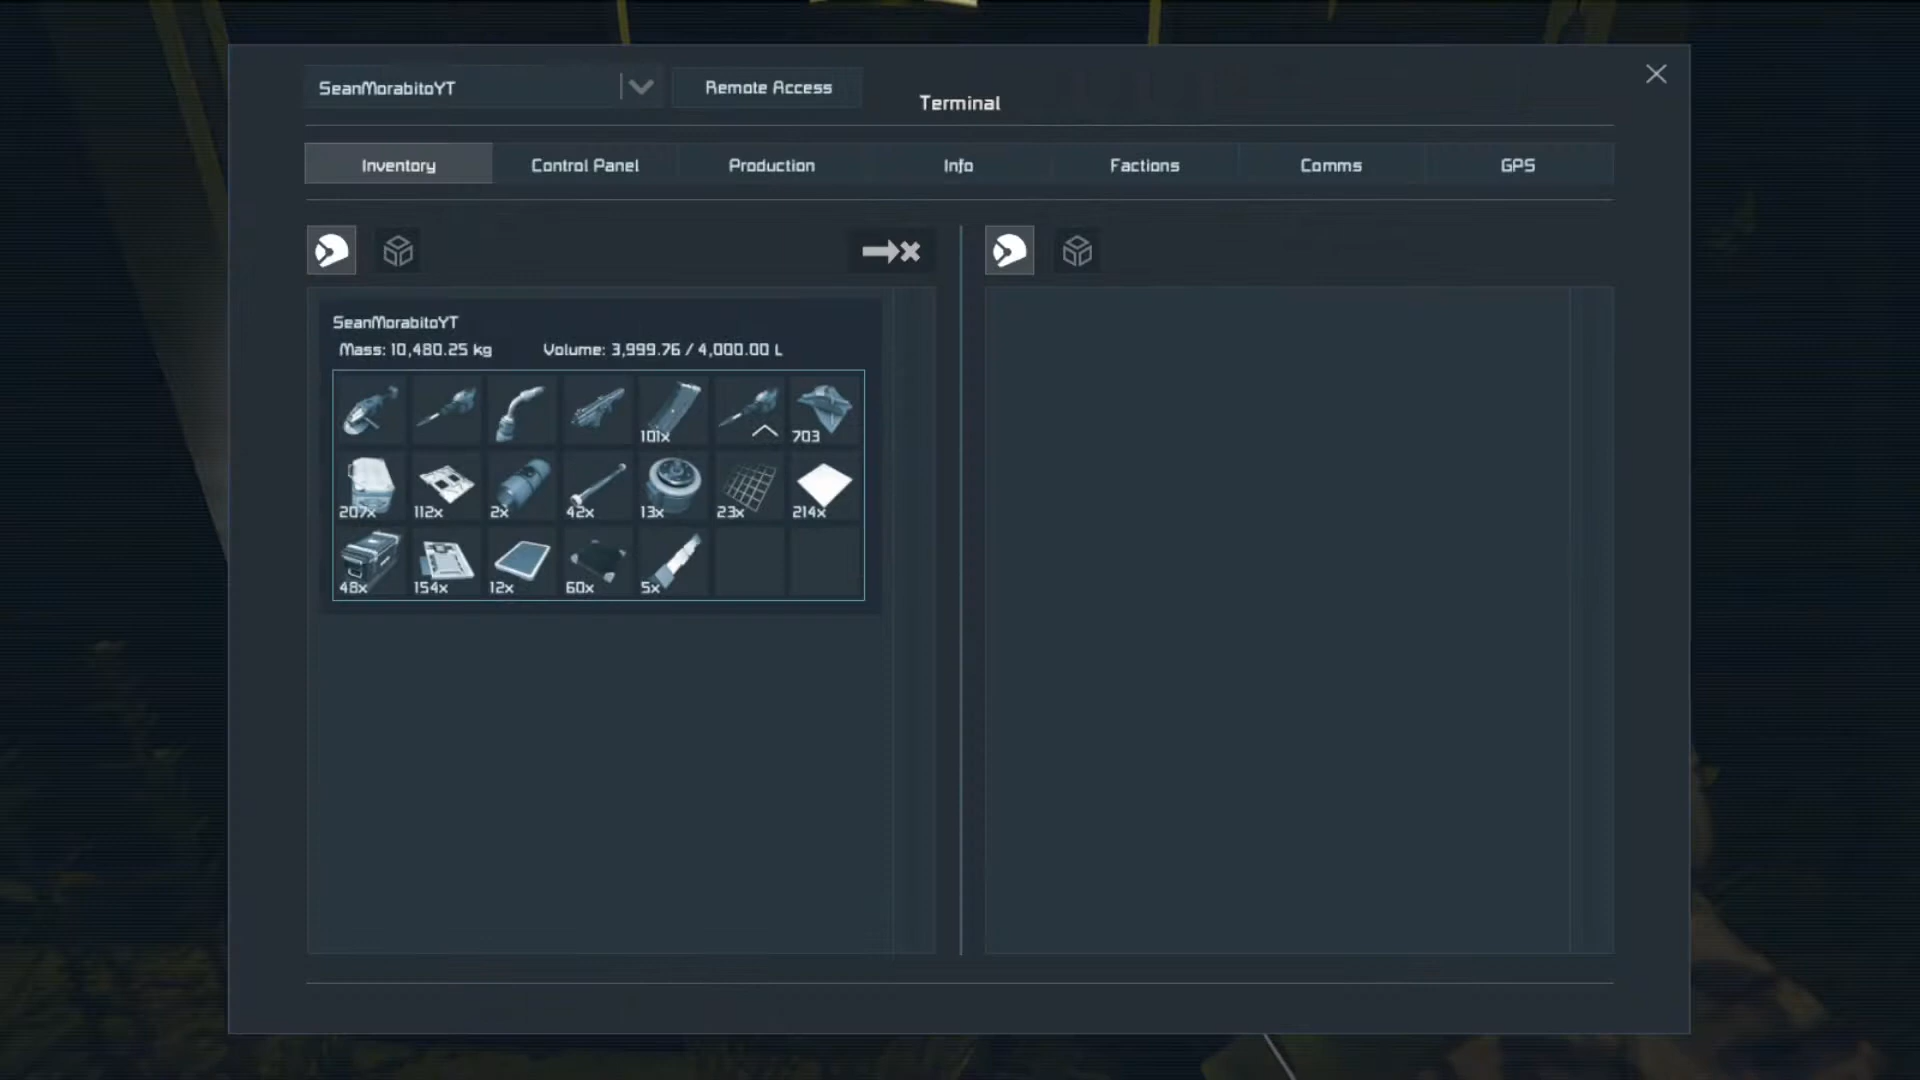 SeanMorabitoYT
Remote Access
Terminal
Inventory
Control Panel
Production
Info
Factions
Comms
GPS
SeanMorabitoYT
Mass: 10,480.25 kg Volume: 3,999.76 / 4,000.00 L
101x 703
207x 112x 2x 42x 13x 23x 214x
48x 154x 12x 60x 5x